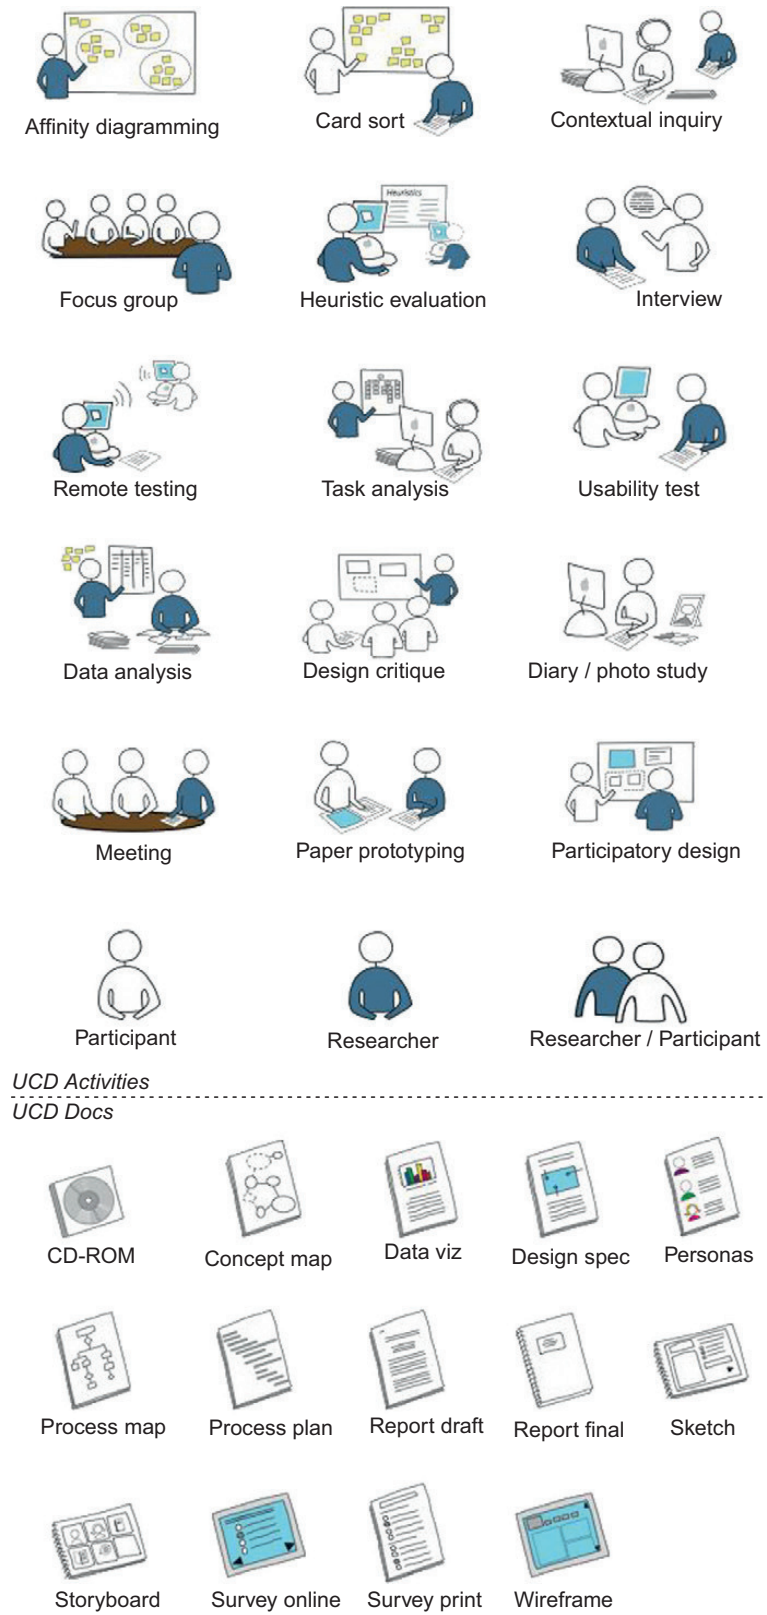 Affinity diagramming
Card sort
Contextual inquiry
Heuristics
Focus group
Heuristic evaluation
Interview
Remote testing
Task analysis
Usability test
Data analysis
Design critique
Diary / photo study
Meeting
Paper prototyping
Participatory design
Participant
Researcher
Researcher / Participant
UCD Activities
UCD Docs
CD-ROM
Concept map
Data viz
Design spec
Personas
Process map
Process plan
Report draft
Report final
Sketch
Storyboard
Survey online
Survey print
Wireframe